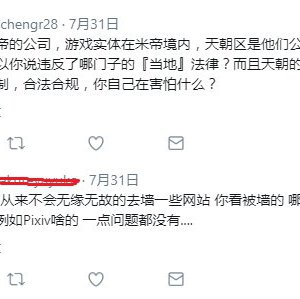 chengr28 · 7月31日
帝的公司，游戏实体在米帝境内，天朝区是他们公
以你说违反了哪门子的『当地』法律？而且天朝的
制，合法合规，你自己在害怕什么？
· 7月31日
从来不会无缘无故的去墙一些网站 你看被墙的 哪
例如Pixiv啥的 一点问题都没有....